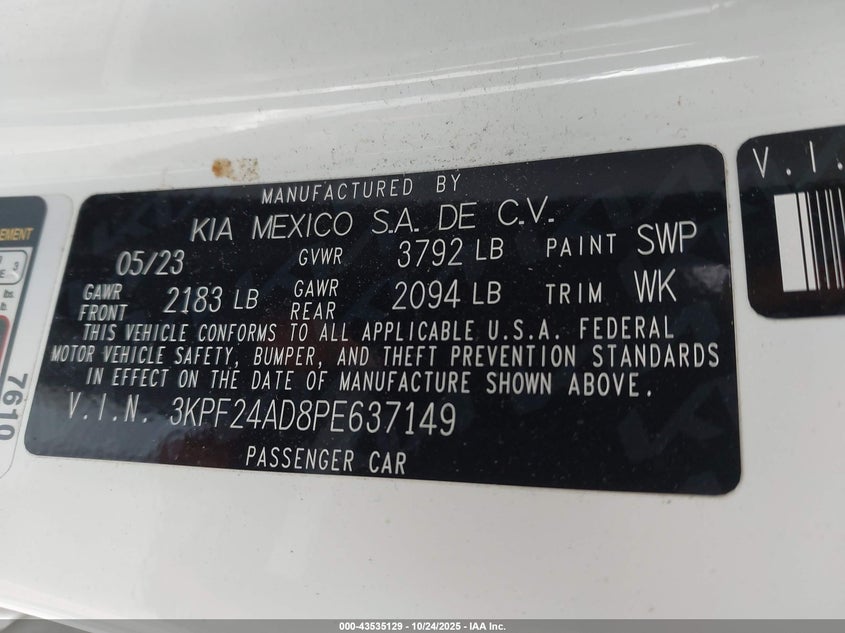 MANUFACTURED BY
KIA MEXICO S.A. DE C.V.
05/23 GVWR 3792 LB PAINT SWP
GAWR FRONT 2183 LB GAWR REAR 2094 LB TRIM WK
THIS VEHICLE CONFORMS TO ALL APPLICABLE U.S.A. FEDERAL
MOTOR VEHICLE SAFETY, BUMPER, AND THEFT PREVENTION STANDARDS
IN EFFECT ON THE DATE OF MANUFACTURE SHOWN ABOVE.
V.I.N. 3KPF24AD8PE637149
PASSENGER CAR
V.I.
7610
000-43535129 - 10/24/2025 - IAA Inc.